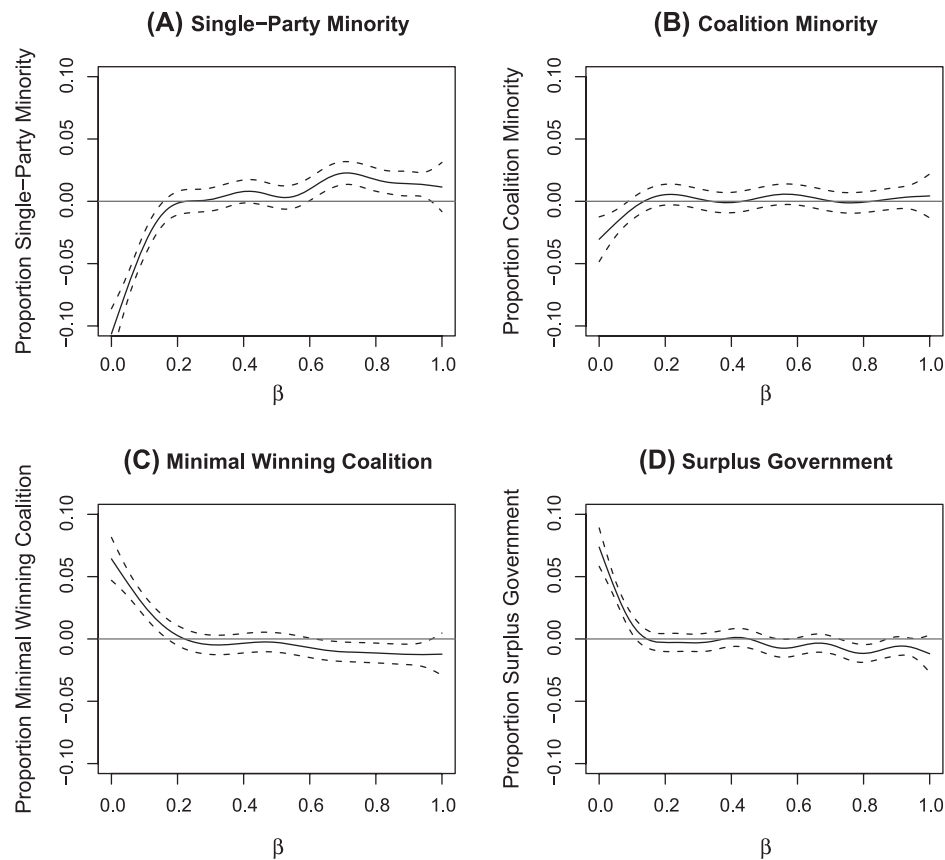 (A) Single−Party Minority
Proportion Single−Party Minority
0.10
0.05
0.00
−0.05
−0.10
0.0 0.2 0.4 0.6 0.8 1.0
β
(B) Coalition Minority
Proportion Coalition Minority
0.10
0.05
0.00
−0.05
−0.10
0.0 0.2 0.4 0.6 0.8 1.0
β
(C) Minimal Winning Coalition
Proportion Minimal Winning Coalition
0.10
0.05
0.00
−0.05
−0.10
0.0 0.2 0.4 0.6 0.8 1.0
β
(D) Surplus Government
Proportion Surplus Government
0.10
0.05
0.00
−0.05
−0.10
0.0 0.2 0.4 0.6 0.8 1.0
β